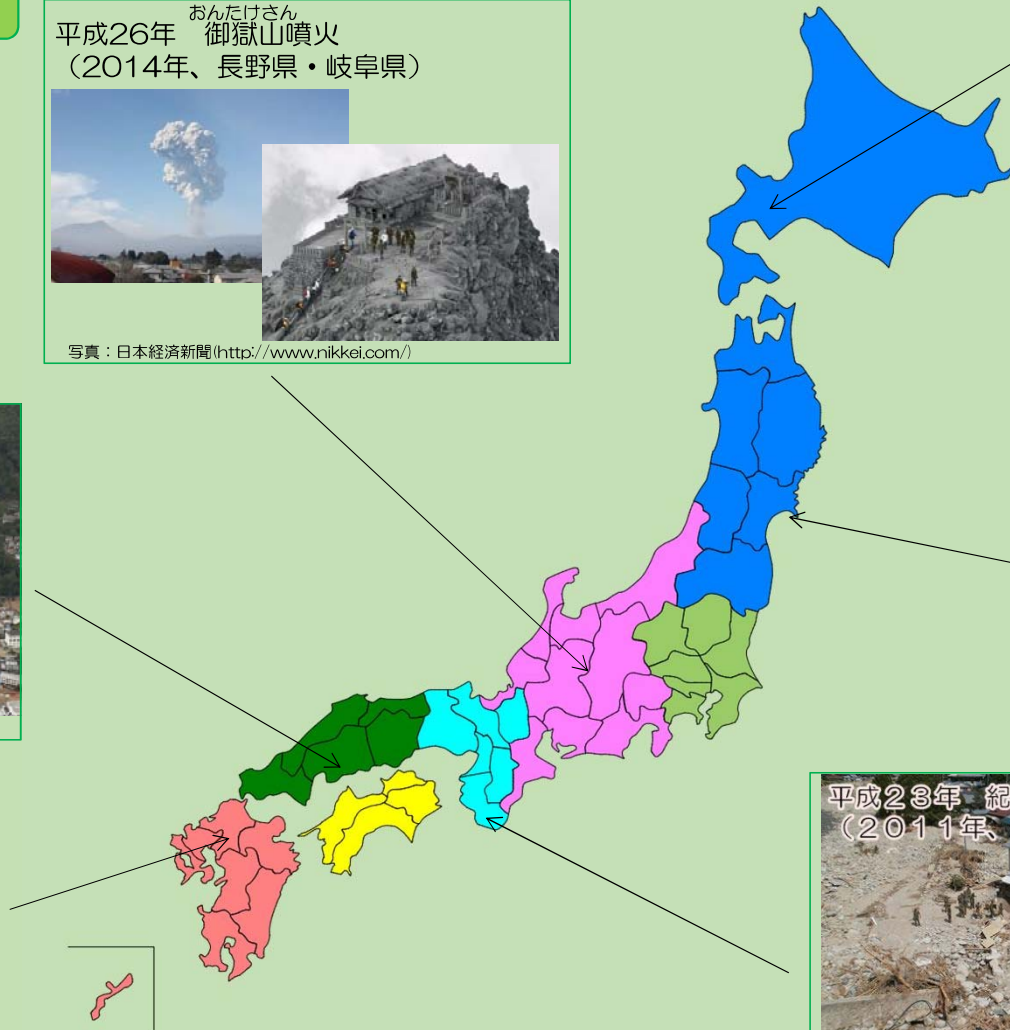 おんたけさん
平成26年 御獄山噴火
（2014年、長野県・岐阜県）
写真：日本経済新聞(http://www.nikkei.com/)
平成２３年 紀
（２０１１年、